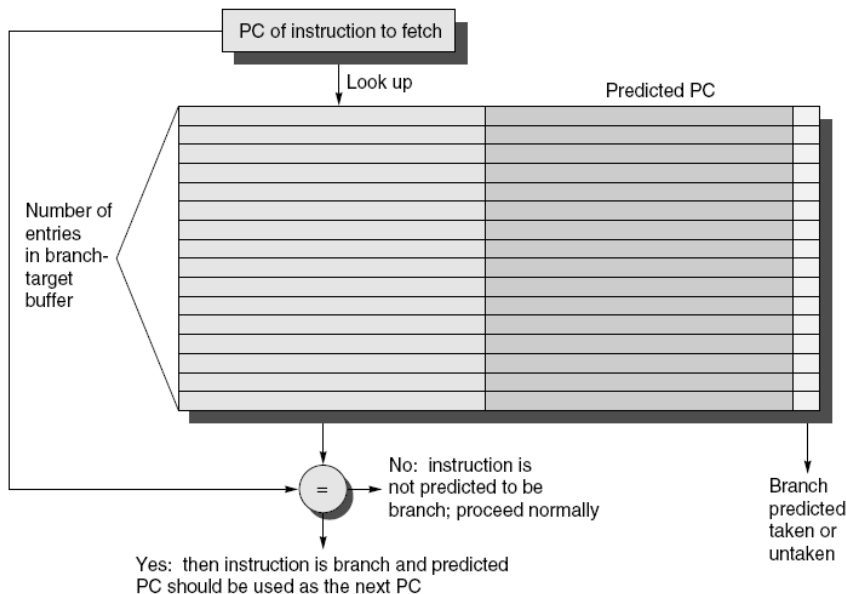 PC of instruction to fetch
Look up
Predicted PC
Number of
entries
in branch-
target
buffer
=
No: instruction is
not predicted to be
branch; proceed normally
Branch
predicted
taken or
untaken
Yes: then instruction is branch and predicted
PC should be used as the next PC